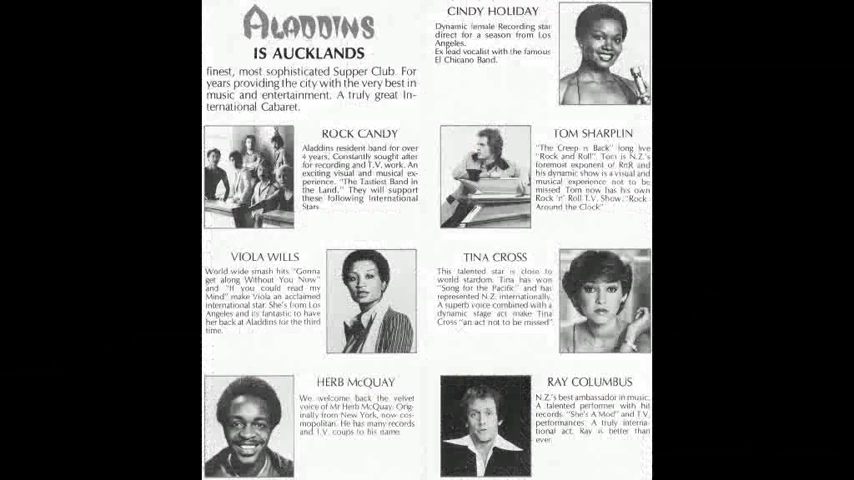 ALADDINS
IS AUCKLANDS
finest, most sophisticated Supper Club. For
years providing the city with the very best in
music and entertainment. A truly great In-
ternational Cabaret.
CINDY HOLIDAY
Dynamic female Recording star
direct for a season from Los
Angeles.
Ex lead vocalist with the famous
El Chicano Band.
ROCK CANDY
Aladdins resident band for over
4 years. Constantly sought after
for recording and T.V. work. An
exciting visual and musical ex-
perience. "The Tastiest Band in
the Land." They will support
these following International
Stars
TOM SHARPLIN
"The Creep n Back" long live
"Rock and Roll". Tom is N.Z.'s
foremost exponent of RnR and
his dynamic show is a visual and
musical experience not to be
missed Tom now has his own
Rock 'n' Roll T.V. Show. "Rock
Around the Clock"
VIOLA WILLS
World wide smash hits "Gonna
get along Without You Now"
and "If you could read my
Mind" make Viola an acclaimed
international star. She's from Los
Angeles and its fantastic to have
her back at Aladdins for the third
time.
TINA CROSS
This talented star is close to
world stardom. Tina has won
"Song for the Pacific" and has
represented N.Z. internationally.
A superb voice combined with a
dynamic stage act make Tina
Cross "an act not to be missed"
HERB McQUAY
We welcome back the velvet
voice of Mr Herb McQuay. Orig-
inally from New York, now cos-
mopolitan. He has many records
and T.V. coups to his name.
RAY COLUMBUS
N.Z.'s best ambassador in music.
A talented performer with hit
records. "She's A Mod" and T.V.
performances. A truly interna-
tional act. Ray is better than
ever.